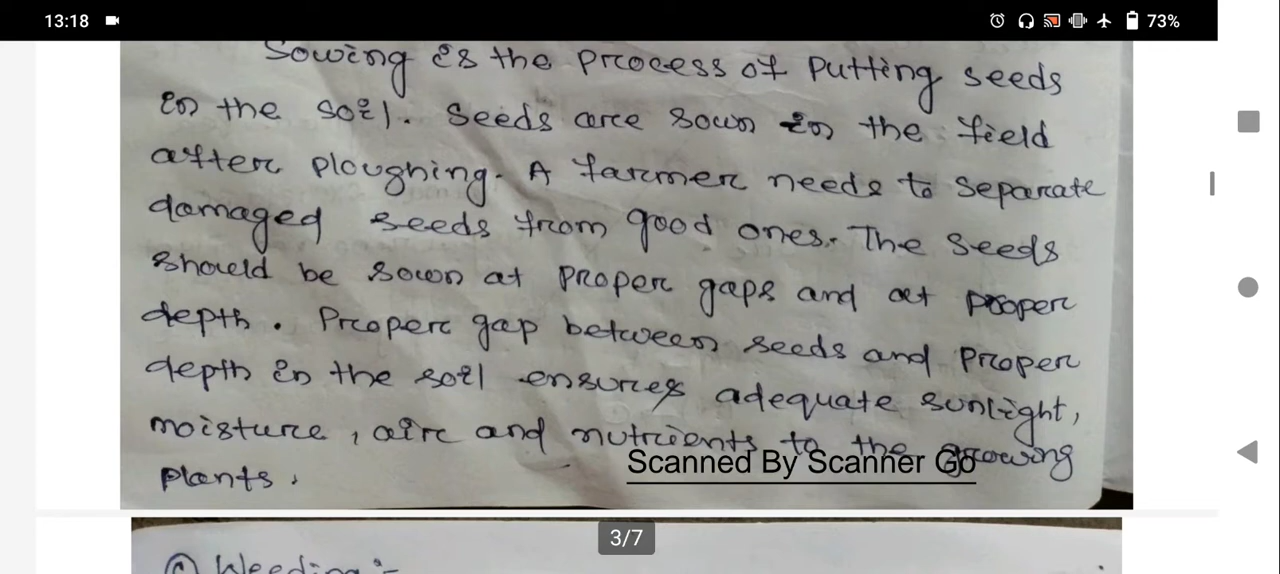 13:18
73%
Sowing is the process of putting seeds
in the soil. Seeds are sown in the field
after ploughing. A farmer needs to separate
damaged seeds from good ones. The seeds
should be sown at proper gaps and at proper
depth. Proper gap between seeds and proper
depth in the soil ensures adequate sunlight,
moisture, air and nutrients to the growing
plants.
Scanned By Scanner Go
3/7
Weeding :-